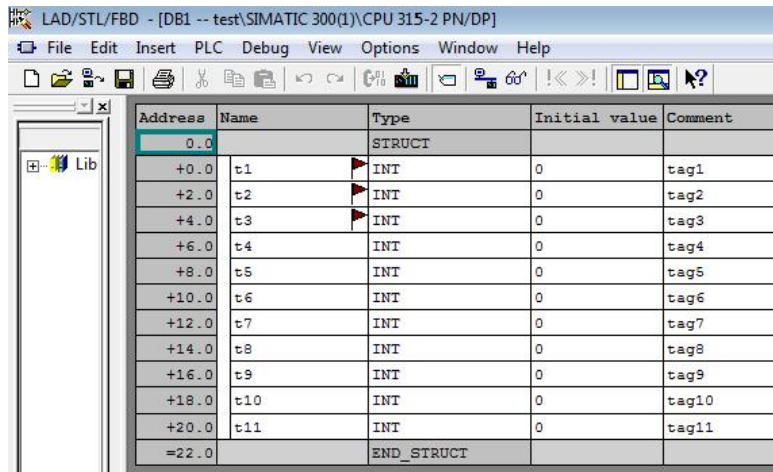 LAD/STL/FBD - [DB1 -- test\SIMATIC 300(1)\CPU 315-2 PN/DP]
File Edit Insert PLC Debug View Options Window Help
Address Name Type Initial value Comment
0.0 STRUCT
+0.0 t1 INT 0 tag1
+2.0 t2 INT 0 tag2
+4.0 t3 INT 0 tag3
+6.0 t4 INT 0 tag4
+8.0 t5 INT 0 tag5
+10.0 t6 INT 0 tag6
+12.0 t7 INT 0 tag7
+14.0 t8 INT 0 tag8
+16.0 t9 INT 0 tag9
+18.0 t10 INT 0 tag10
+20.0 t11 INT 0 tag11
=22.0 END_STRUCT
Lib